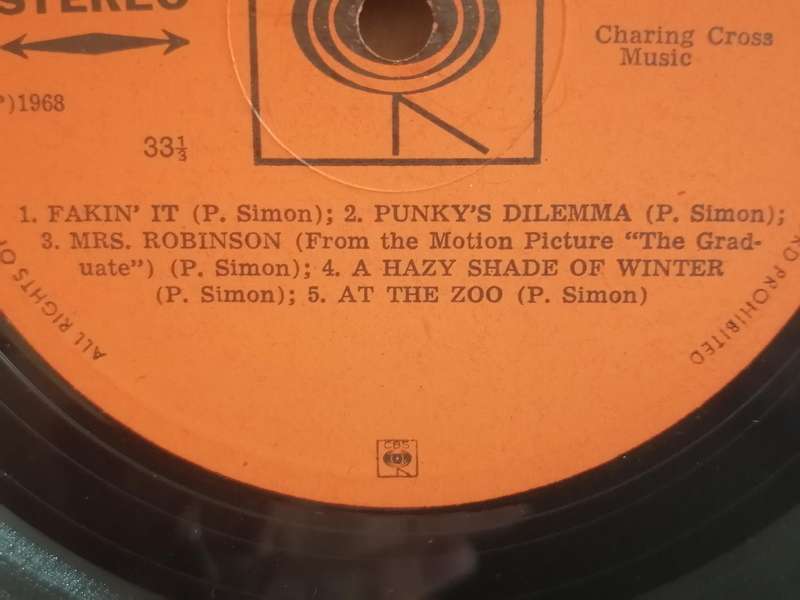 STEREO
Charing Cross
Music
P)1968
33⅓
1. FAKIN' IT (P. Simon); 2. PUNKY'S DILEMMA (P. Simon);
3. MRS. ROBINSON (From the Motion Picture "The Grad-
uate") (P. Simon); 4. A HAZY SHADE OF WINTER
(P. Simon); 5. AT THE ZOO (P. Simon)
ALL RIGHTS OF
RD PROHIBITED
CBS